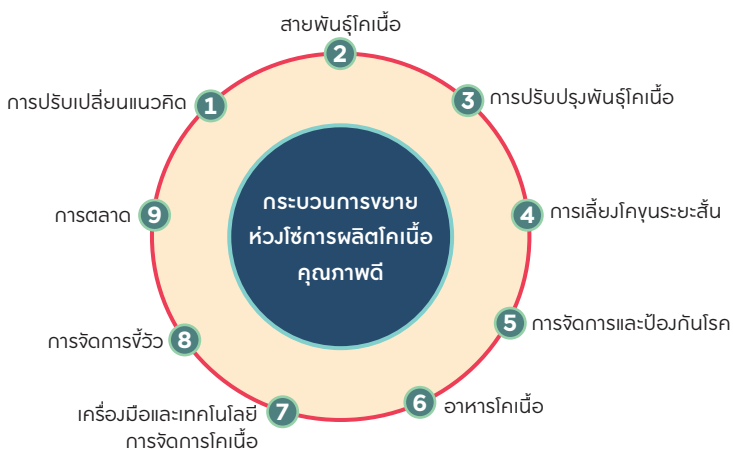 สายพันธุ์โคเนื้อ
2
การปรับเปลี่ยนแนวคิด
1
3
การปรับปรุงพันธุ์โคเนื้อ
กระบวนการขยาย
ห่วงโซ่การผลิตโคเนื้อ
คุณภาพดี
การตลาด
9
4
การเลี้ยงโคขุนระยะสั้น
การจัดการขี้วัว
8
5
การจัดการและป้องกันโรค
เครื่องมือและเทคโนโลยี
การจัดการโคเนื้อ
7
6
อาหารโคเนื้อ